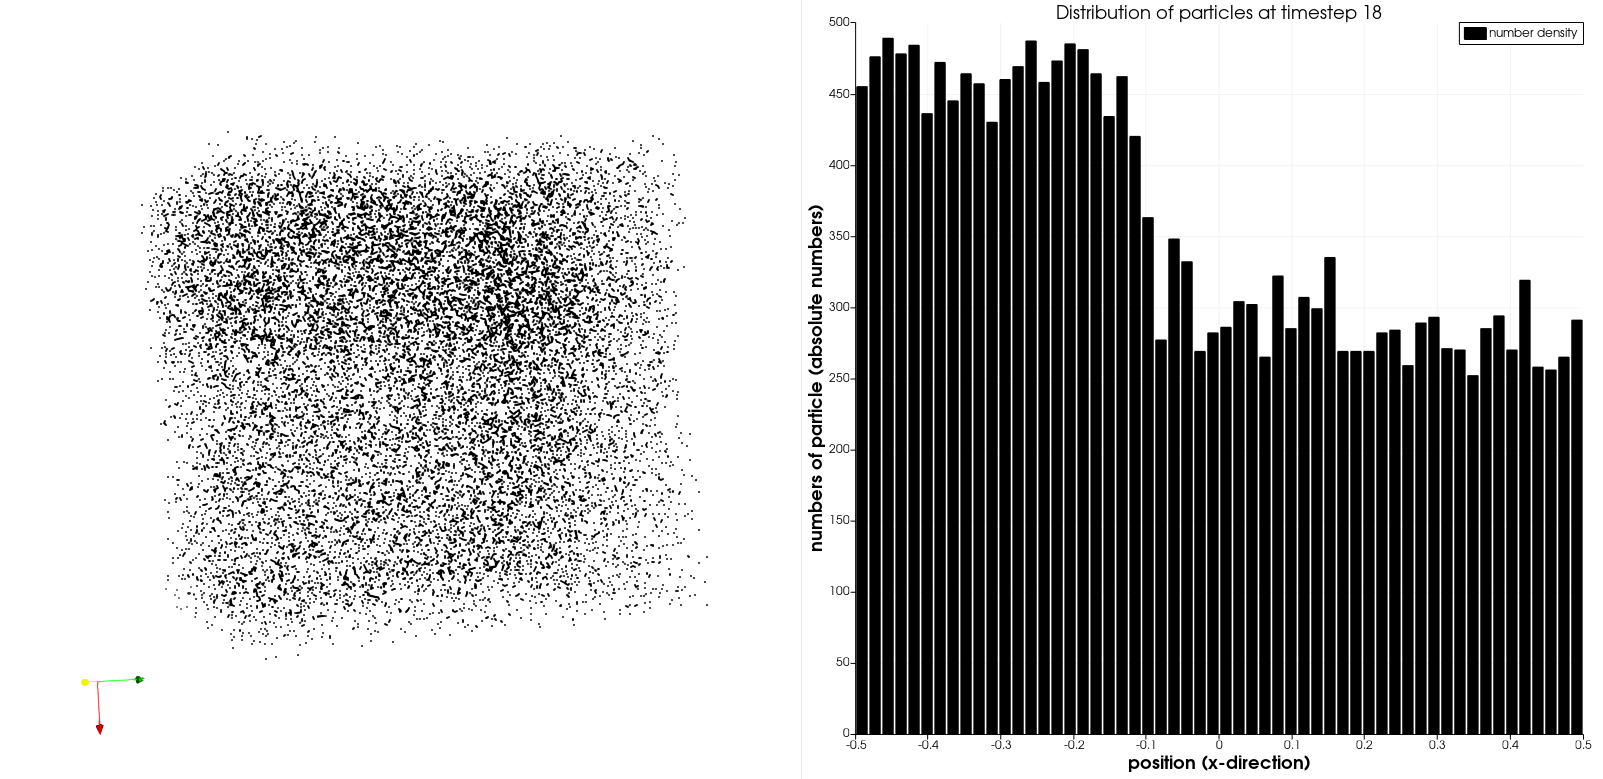 Distribution of particles at timestep 18
number density
numbers of particle (absolute numbers)
500
450
400
350
300
250
200
150
100
50
0
-0.5 -0.4 -0.3 -0.2 -0.1 0 0.1 0.2 0.3 0.4 0.5
position (x-direction)